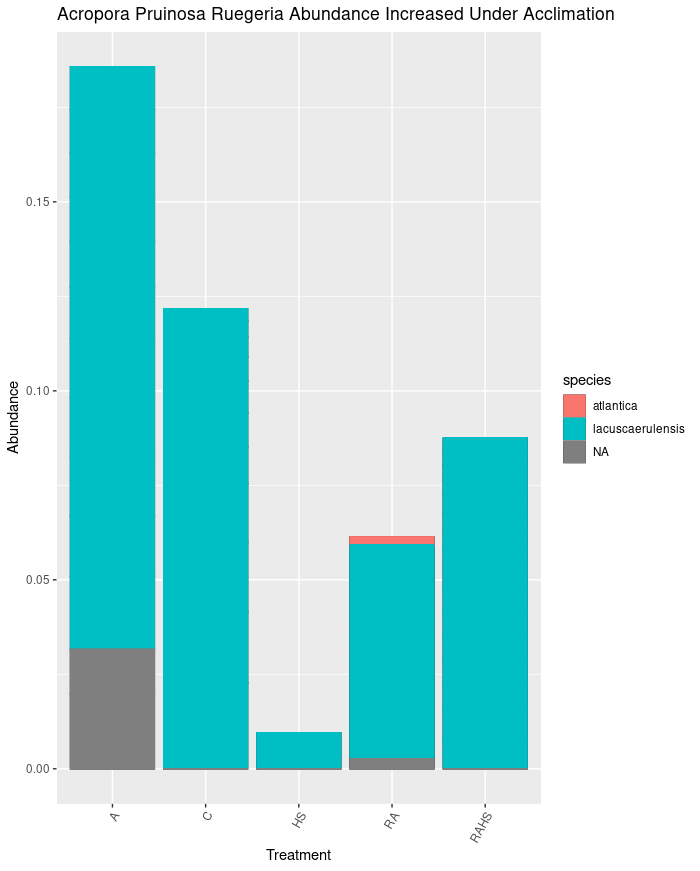 Acropora Pruinosa Ruegeria Abundance Increased Under Acclimation
0.15
0.10
0.05
0.00
Abundance
A
C
HS
RA
RAHS
Treatment
species
atlantica
lacuscaerulensis
NA